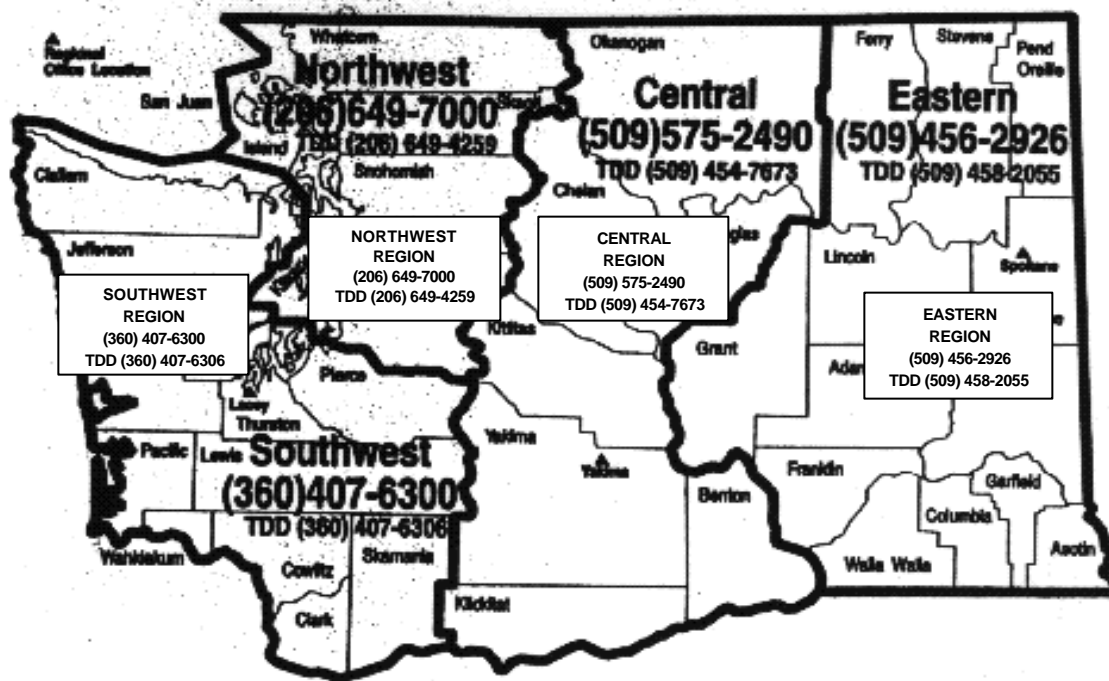 Regional
Office Location
San Juan
Whatcom
Northwest
(206)649-7000
Skagit
TDD (206) 649-4259
Island
Snohomish
Okanogan
Central
(509)575-2490
TDD (509) 454-7673
Chelan
Ferry
Stevens
Pend
Oreille
Eastern
(509)456-2926
TDD (509) 458-2055
Clallam
Jefferson
NORTHWEST
REGION
(206) 649-7000
TDD (206) 649-4259
CENTRAL
REGION
(509) 575-2490
TDD (509) 454-7673
Lincoln
Spokane
SOUTHWEST
REGION
(360) 407-6300
TDD (360) 407-6306
EASTERN
REGION
(509) 456-2926
TDD (509) 458-2055
Kittitas
Grant
Pierce
Lacey
Thurston
Pacific
Lewis
Southwest
(360)407-6300
TDD (360) 407-6306
Yakima
Yakima
Benton
Franklin
Garfield
Columbia
Walla Walla
Asotin
Wahkiakum
Cowlitz
Skamania
Clark
Klickitat